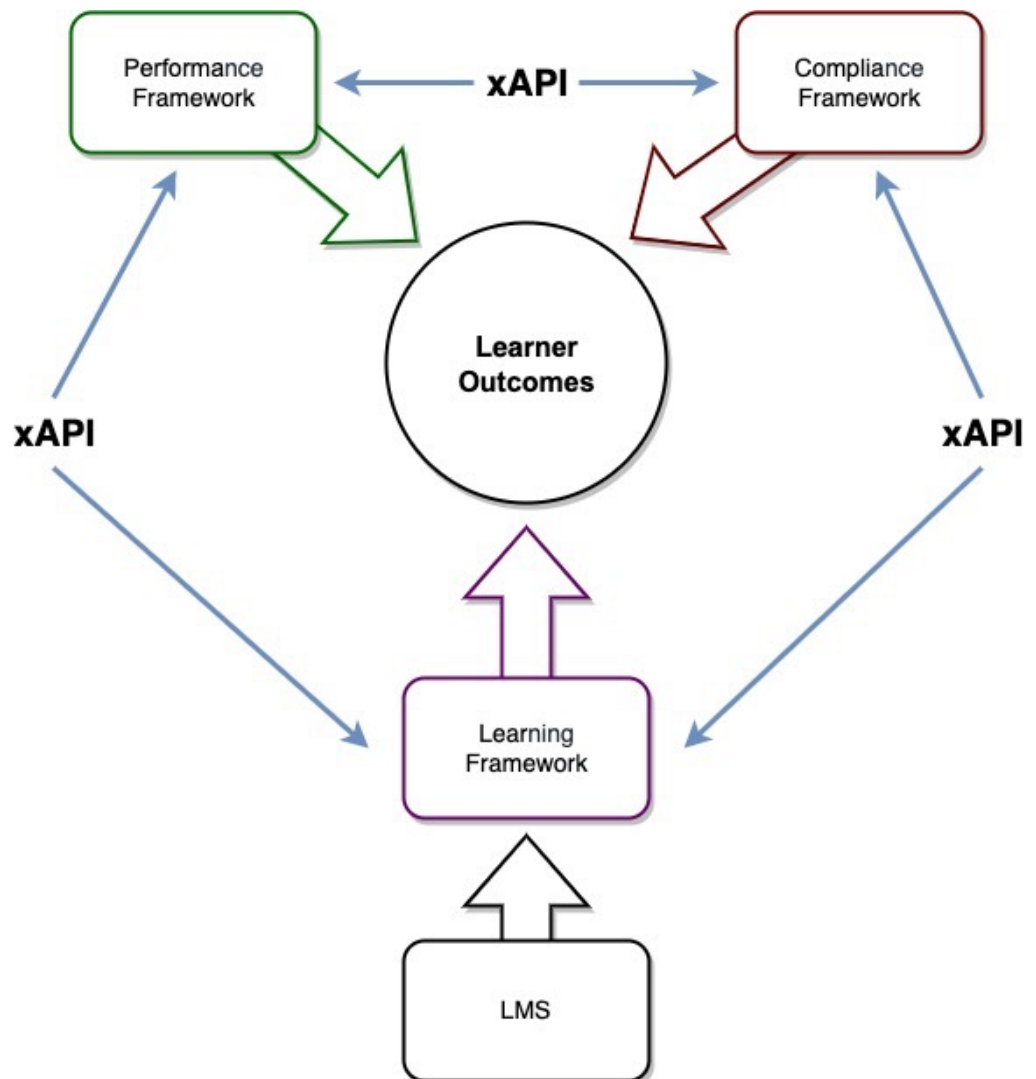 Performance
Framework
xAPI
Compliance
Framework
Learner
Outcomes
xAPI
xAPI
Learning
Framework
LMS